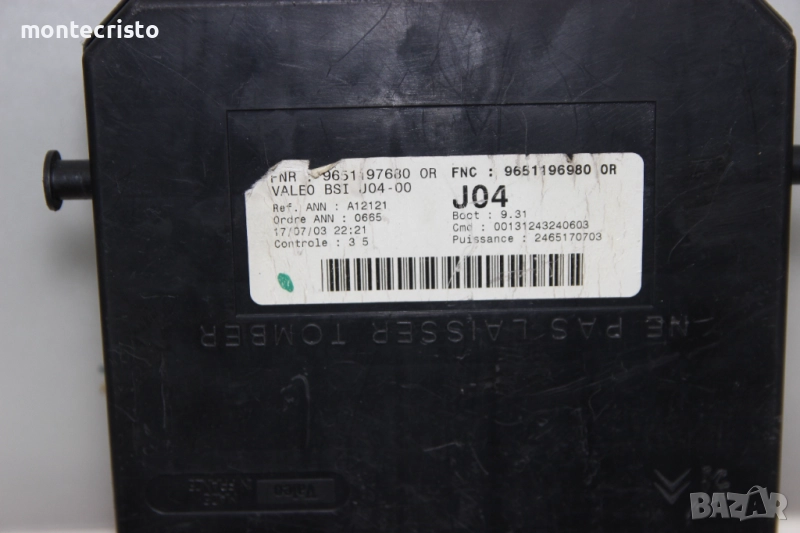 montecristo
FNR : 9651197680 OR FNC : 9651196980 OR
VALEO BSI J04-00
J04
Ref. ANN : A12121
Ordre ANN : 0665
Boot : 9.31
17/07/03 22:21
Cmd : 00131243240603
Controle : 3 5
Puissance : 2465170703
NE PAS LAISSER TOMBER
Valeo
BAZAR